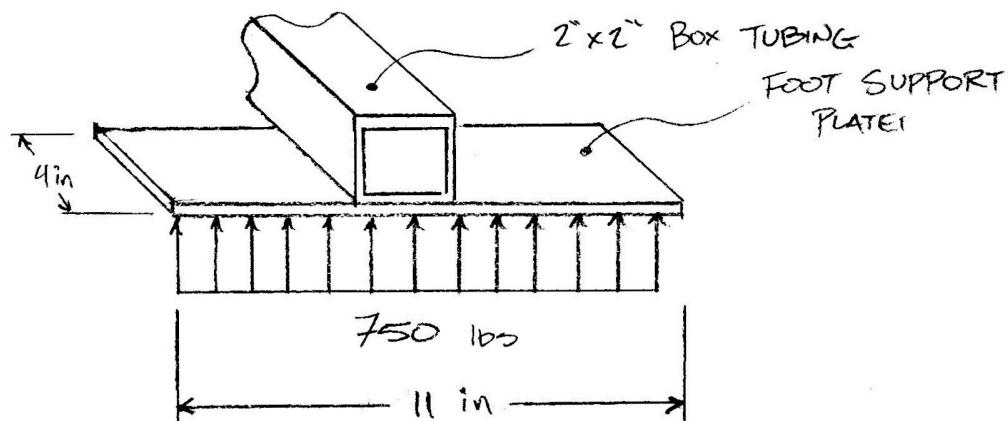 2"x2" BOX TUBING
FOOT SUPPORT
PLATE
4in
750 lbs
11 in